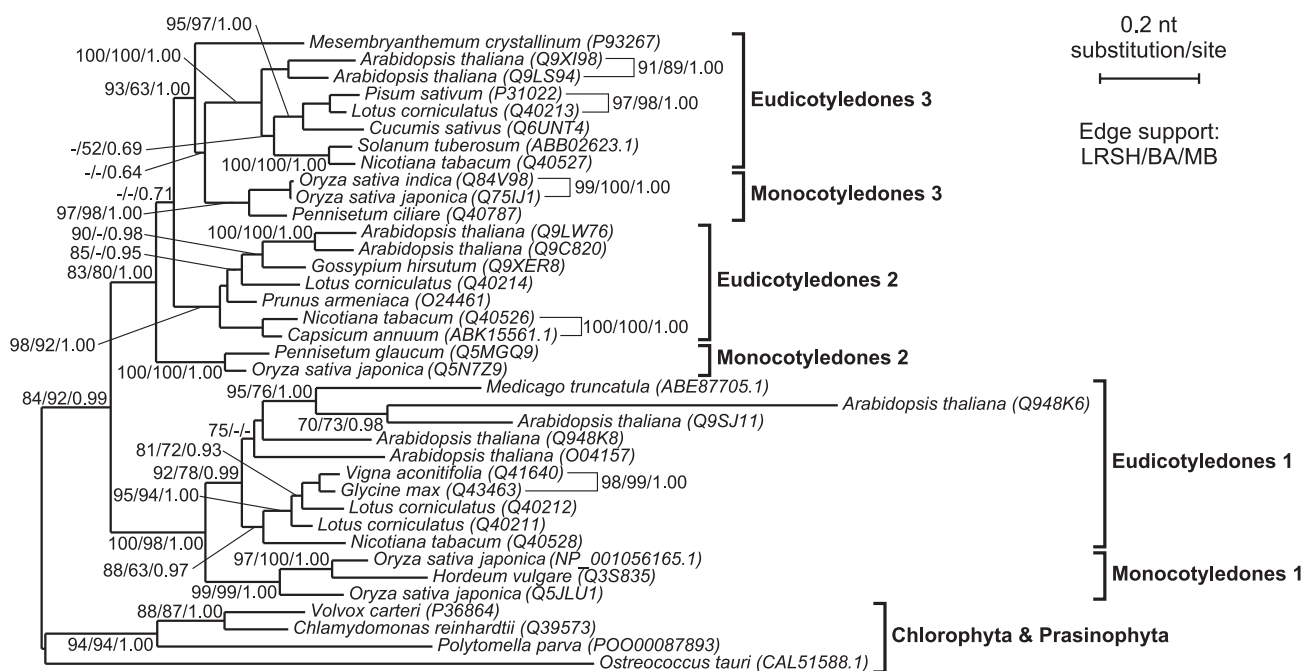 95/97/1.00
0.2 nt
substitution/site
Mesembryanthemum crystallinum (P93267)
100/100/1.00
Arabidopsis thaliana (Q9XI98)
91/89/1.00
Arabidopsis thaliana (Q9LS94)
93/63/1.00
Pisum sativum (P31022)
97/98/1.00
Eudicotyledones 3
Lotus corniculatus (Q40213)
Cucumis sativus (Q6UNT4)
Edge support:
LRSH/BA/MB
-/52/0.69
Solanum tuberosum (ABB02623.1)
100/100/1.00
Nicotiana tabacum (Q40527)
-/-/0.64
Oryza sativa indica (Q84V98)
99/100/1.00
-/-/0.71
Oryza sativa japonica (Q75IJ1)
Monocotyledones 3
97/98/1.00
Pennisetum ciliare (Q40787)
90/-/0.98
100/100/1.00
Arabidopsis thaliana (Q9LW76)
85/-/0.95
Arabidopsis thaliana (Q9C820)
83/80/1.00
Gossypium hirsutum (Q9XER8)
Lotus corniculatus (Q40214)
Eudicotyledones 2
Prunus armeniaca (O24461)
Nicotiana tabacum (Q40526)
100/100/1.00
98/92/1.00
Capsicum annuum (ABK15561.1)
Pennisetum glaucum (Q5MGQ9)
Monocotyledones 2
100/100/1.00
Oryza sativa japonica (Q5N7Z9)
84/92/0.99
95/76/1.00
Medicago truncatula (ABE87705.1)
Arabidopsis thaliana (Q948K6)
70/73/0.98
Arabidopsis thaliana (Q9SJ11)
75/-/-
Arabidopsis thaliana (Q948K8)
81/72/0.93
Arabidopsis thaliana (O04157)
92/78/0.99
Vigna aconitifolia (Q41640)
98/99/1.00
Eudicotyledones 1
Glycine max (Q43463)
95/94/1.00
Lotus corniculatus (Q40212)
Lotus corniculatus (Q40211)
100/98/1.00
Nicotiana tabacum (Q40528)
97/100/1.00
Oryza sativa japonica (NP_001056165.1)
88/63/0.97
Hordeum vulgare (Q3S835)
Monocotyledones 1
99/99/1.00
Oryza sativa japonica (Q5JLU1)
88/87/1.00
Volvox carteri (P36864)
Chlamydomonas reinhardtii (Q39573)
Chlorophyta & Prasinophyta
94/94/1.00
Polytomella parva (POO00087893)
Ostreococcus tauri (CAL51588.1)